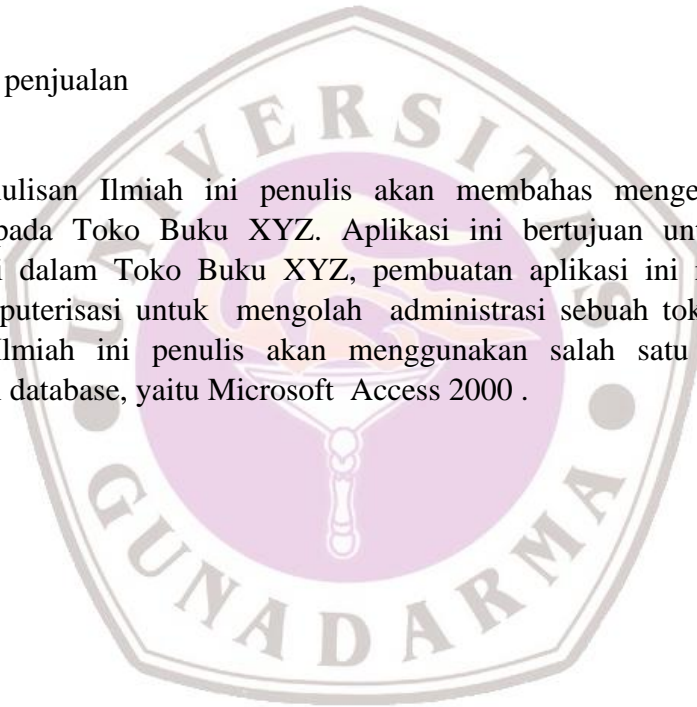 penjualan
ulisan Ilmiah ini penulis akan membahas menge
pada Toko Buku XYZ. Aplikasi ini bertujuan un
i dalam Toko Buku XYZ, pembuatan aplikasi ini
puterisasi untuk mengolah administrasi sebuah tok
Ilmiah ini penulis akan menggunakan salah satu
database, yaitu Microsoft Access 2000 .
UNIVERSITAS
GUNADARMA